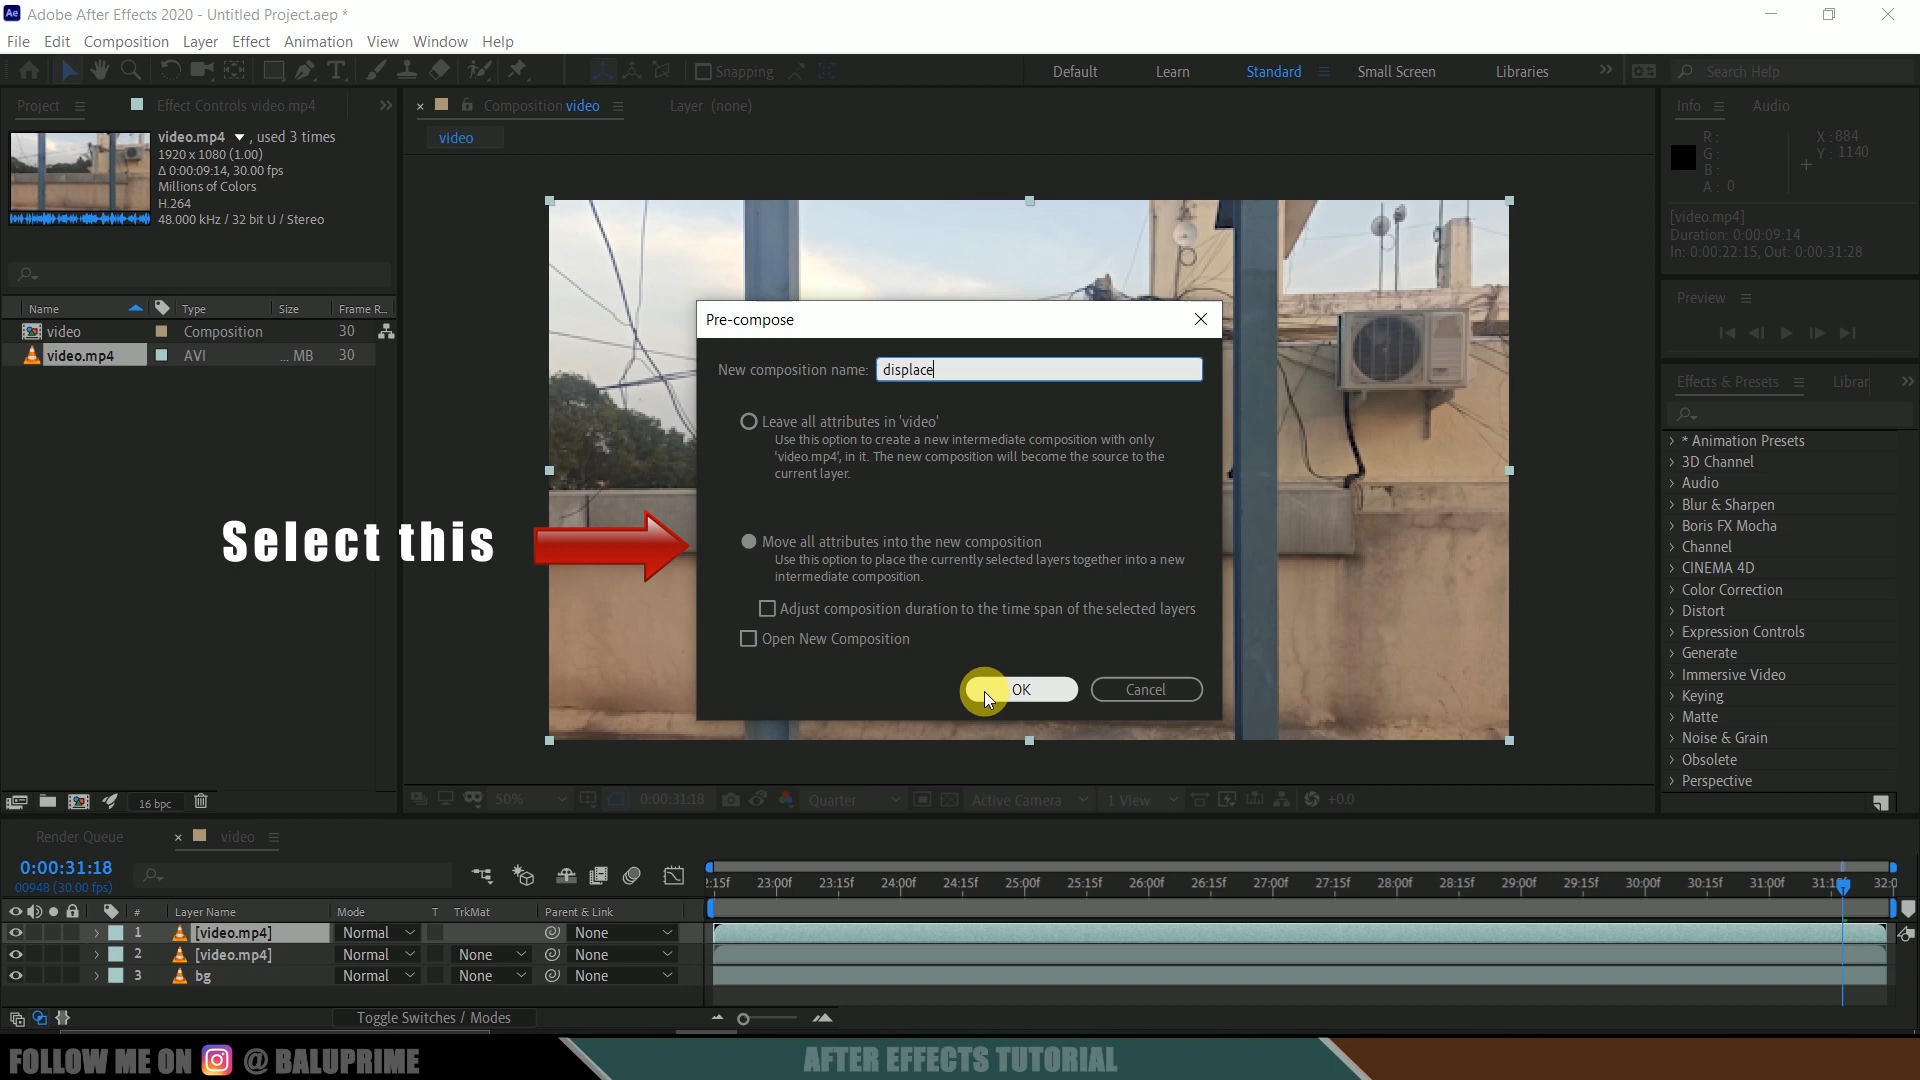 Adobe After Effects 2020 - Untitled Project.aep *
File Edit Composition Layer Effect Animation View Window Help
Snapping
Default Learn Standard Small Screen Libraries
Search Help
Project Effect Controls video.mp4
Composition video
Layer (none)
Info Audio
video
video.mp4 , used 3 times
1920 x 1080 (1.00)
Δ 0:00:09:14, 30.00 fps
Millions of Colors
H.264
48.000 kHz / 32 bit U / Stereo
R :
G :
B :
A : 0
X : 884
Y : 1140
[video.mp4]
Duration: 0:00:09:14
In: 0:00:22:15, Out: 0:00:31:28
Name Type Size Frame R...
video Composition 30
video.mp4 AVI ... MB 30
Preview
Effects & Presets Librar
* Animation Presets
3D Channel
Audio
Blur & Sharpen
Boris FX Mocha
Channel
CINEMA 4D
Color Correction
Distort
Expression Controls
Generate
Immersive Video
Keying
Matte
Noise & Grain
Obsolete
Perspective
Pre-compose
New composition name: displace
Leave all attributes in 'video'
Use this option to create a new intermediate composition with only
'video.mp4', in it. The new composition will become the source to the
current layer.
Select this
Move all attributes into the new composition
Use this option to place the currently selected layers together into a new
intermediate composition.
Adjust composition duration to the time span of the selected layers
Open New Composition
OK Cancel
16 bpc
50% 0:00:31:18 Quarter Active Camera 1 View +0.0
Render Queue video
0:00:31:18
00948 (30.00 fps)
2:15f 23:00f 23:15f 24:00f 24:15f 25:00f 25:15f 26:00f 26:15f 27:00f 27:15f 28:00f 28:15f 29:00f 29:15f 30:00f 30:15f 31:00f 31:15f 32:0
# Layer Name Mode T TrkMat Parent & Link
1 [video.mp4] Normal None
2 [video.mp4] Normal None None
3 bg Normal None None
Toggle Switches / Modes
FOLLOW ME ON @ BALUPRIME
AFTER EFFECTS TUTORIAL